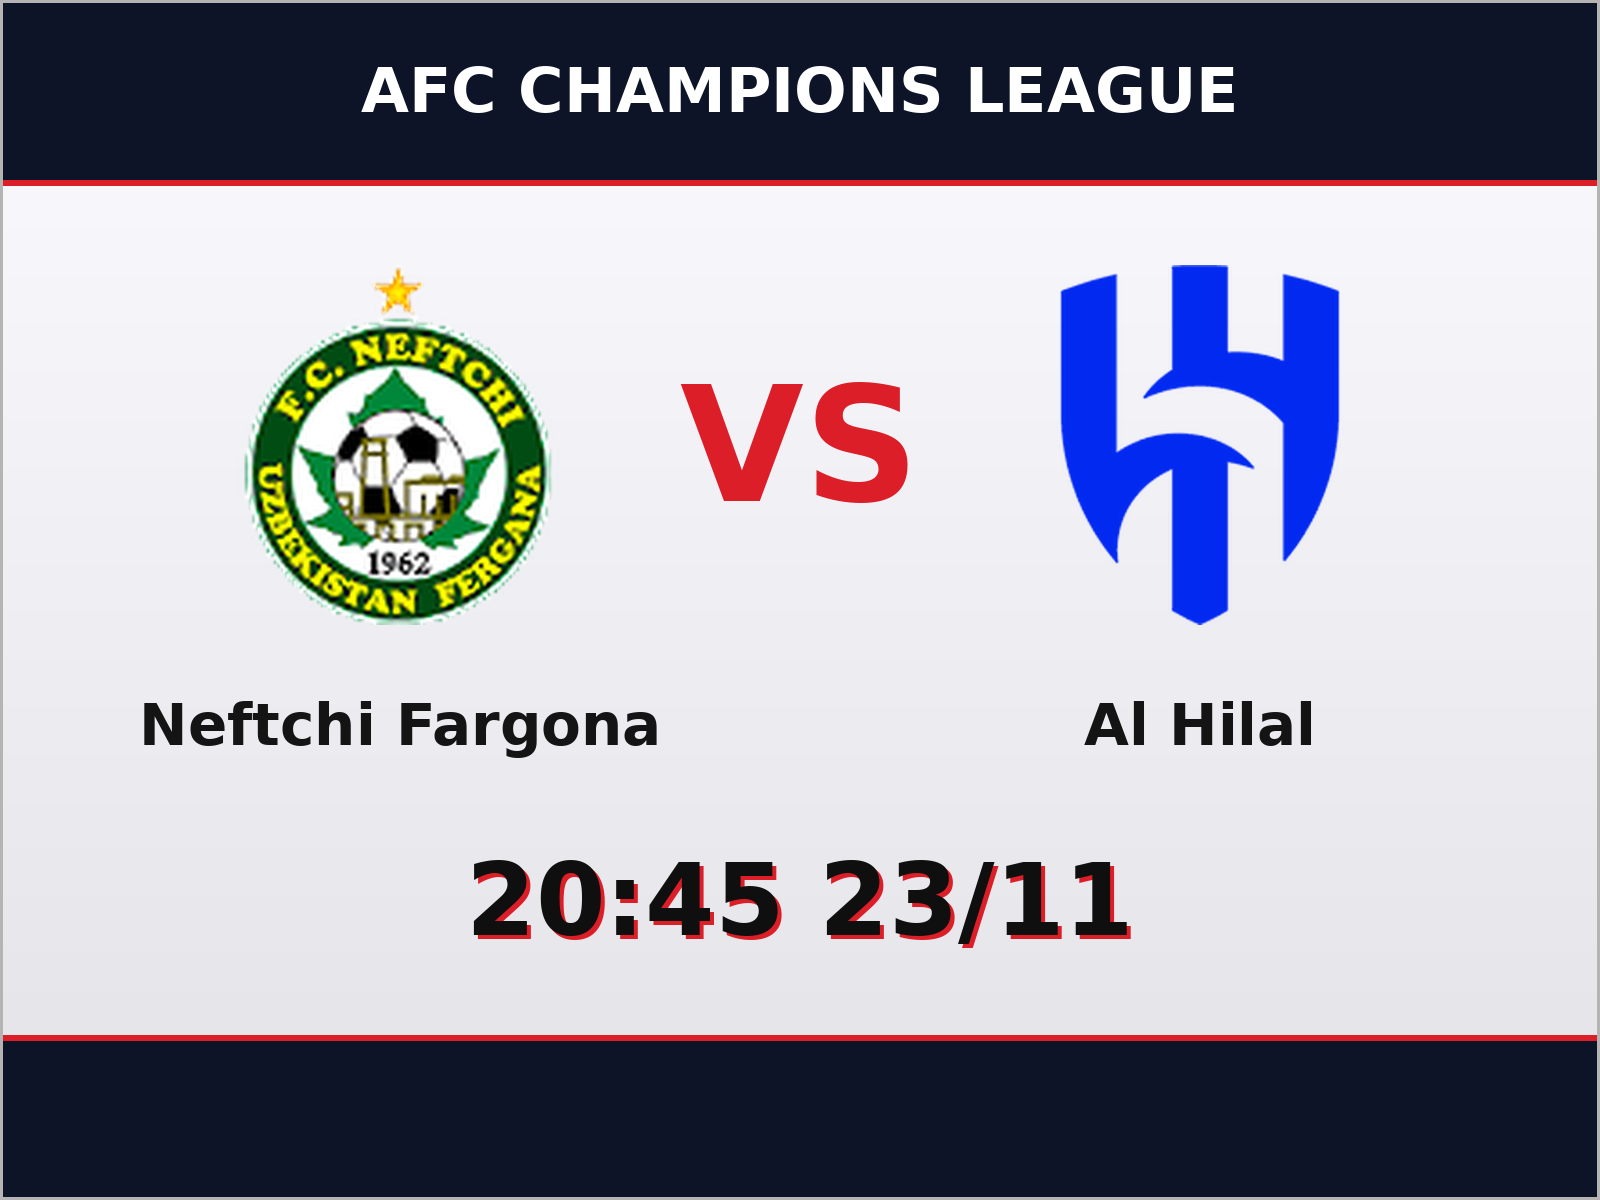 AFC CHAMPIONS LEAGUE
F.C. NEFTCHI
UZBEKISTAN FERGANA
1962
VS
Neftchi Fargona
Al Hilal
20:45 23/11